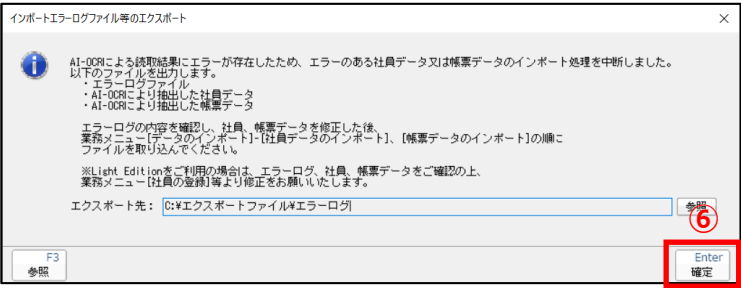 インポートエラーログファイル等のエクスポート
AI-OCRによる読取結果にエラーが存在したため、エラーのある社員データ又は帳票データのインポート処理を中断しました。
以下のファイルを出力します。
・エラーログファイル
・AI-OCRにより抽出した社員データ
・AI-OCRにより抽出した帳票データ
エラーログの内容を確認し、社員、帳票データを修正した後、
業務メニュー[データのインポート]-[社員データのインポート]、[帳票データのインポート]の順に
ファイルを取り込んでください。
※Light Editionをご利用の場合は、エラーログ、社員、帳票データをご確認の上、
業務メニュー[社員の登録]等より修正をお願いいたします。
エクスポート先： C:¥エクスポートファイル¥エラーログ 参照
⑥
F3
参照
Enter
確定